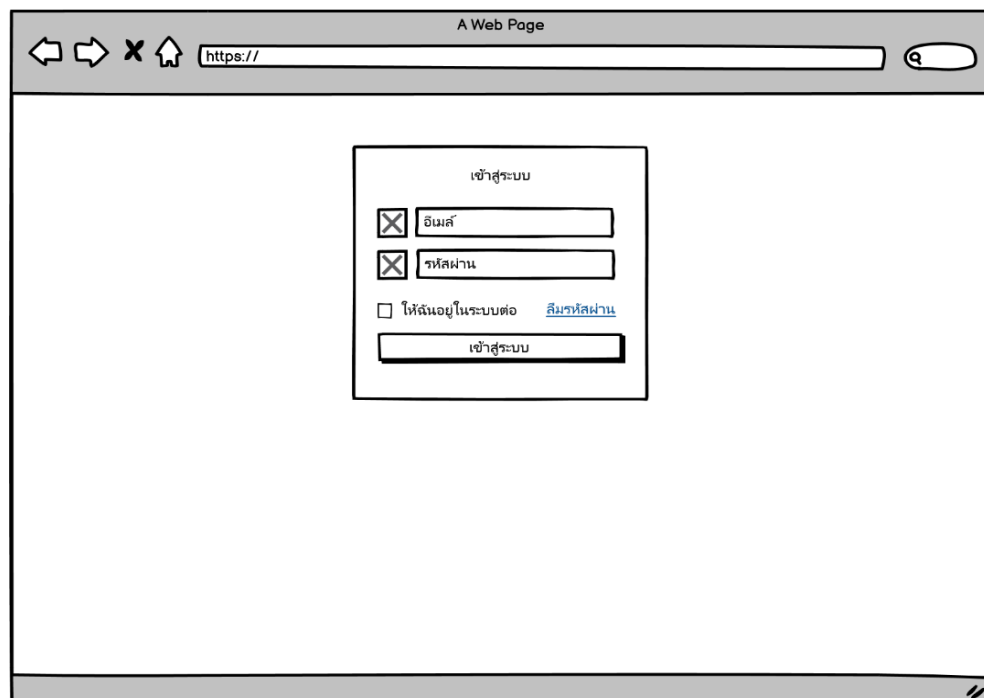 A Web Page
https://
เข้าสู่ระบบ
อีเมล์
รหัสผ่าน
ให้ฉันอยู่ในระบบต่อ ลืมรหัสผ่าน
เข้าสู่ระบบ